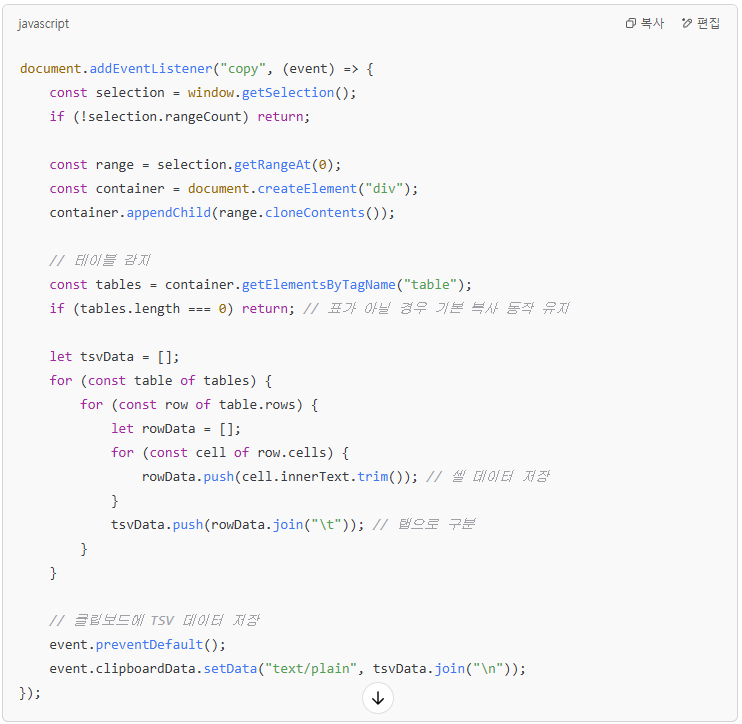 javascript
복사 편집
document.addEventListener("copy", (event) => {
    const selection = window.getSelection();
    if (!selection.rangeCount) return;

    const range = selection.getRangeAt(0);
    const container = document.createElement("div");
    container.appendChild(range.cloneContents());

    // 테이블 감지
    const tables = container.getElementsByTagName("table");
    if (tables.length === 0) return; // 표가 아닐 경우 기본 복사 동작 유지

    let tsvData = [];
    for (const table of tables) {
        for (const row of table.rows) {
            let rowData = [];
            for (const cell of row.cells) {
                rowData.push(cell.innerText.trim()); // 셀 데이터 저장
            }
            tsvData.push(rowData.join("\t")); // 탭으로 구분
        }
    }

    // 클립보드에 TSV 데이터 저장
    event.preventDefault();
    event.clipboardData.setData("text/plain", tsvData.join("\n"));
});